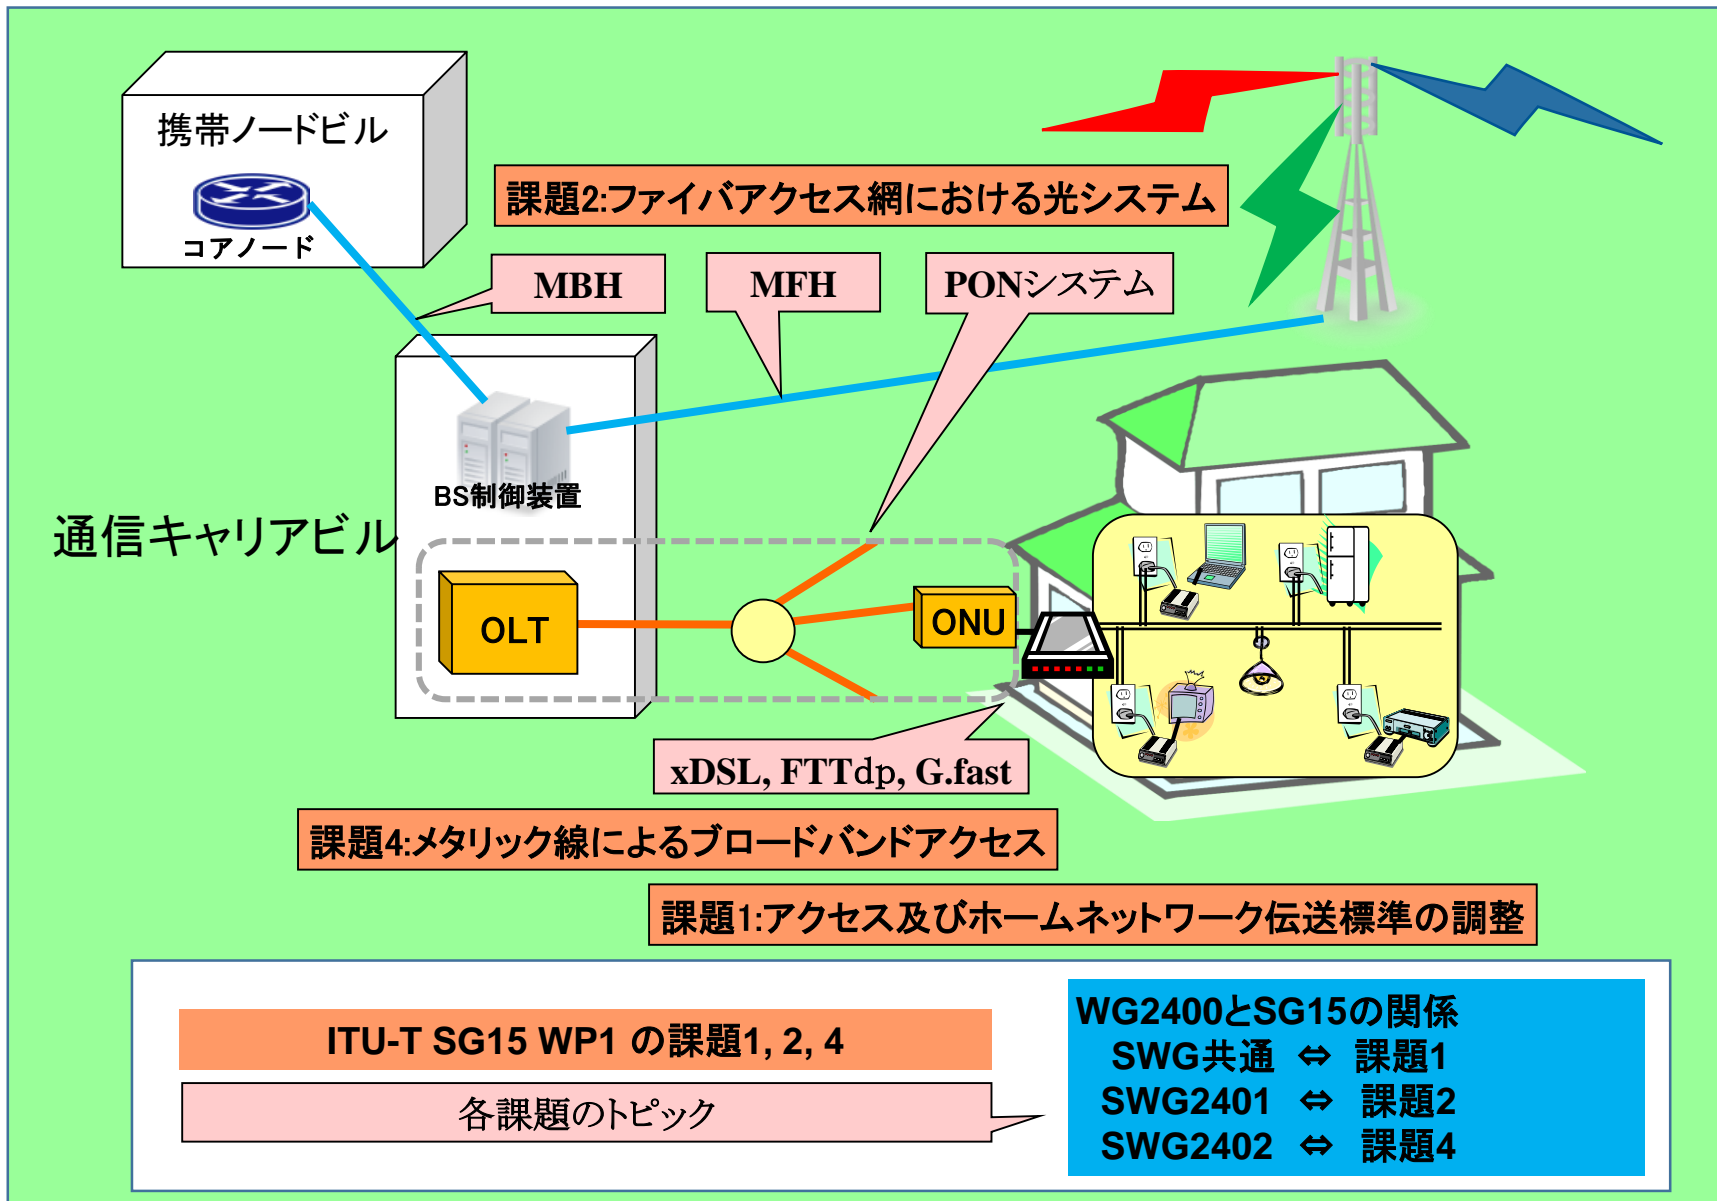 携帯ノードビル
コアノード
課題2:ファイバアクセス網における光システム
MBH
MFH
PONシステム
BS制御装置
通信キャリアビル
OLT
ONU
xDSL, FTTdp, G.fast
課題4:メタリック線によるブロードバンドアクセス
課題1:アクセス及びホームネットワーク伝送標準の調整
ITU-T SG15 WP1 の課題1, 2, 4
各課題のトピック
WG2400とSG15の関係
SWG共通 ⇔ 課題1
SWG2401 ⇔ 課題2
SWG2402 ⇔ 課題4